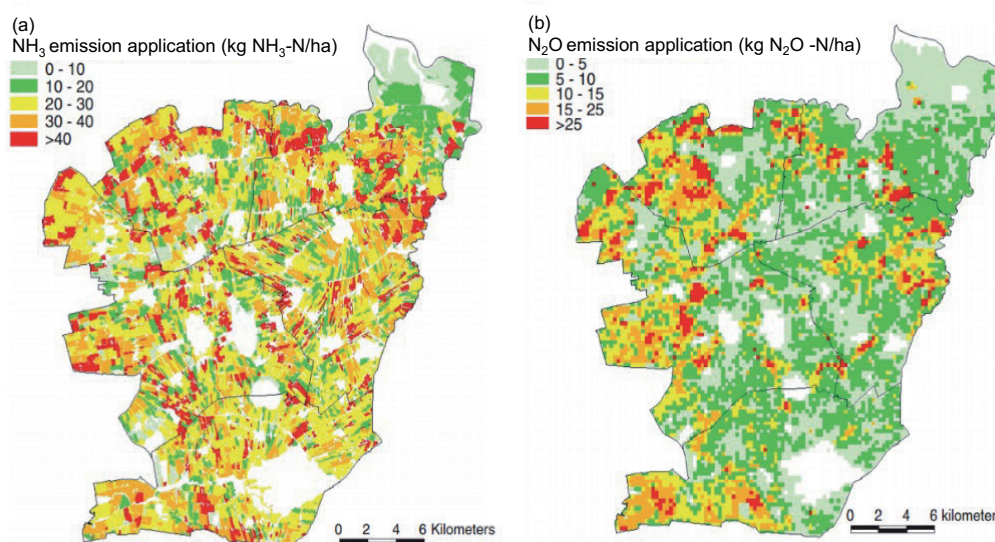 (a)
NH₃ emission application (kg NH₃-N/ha)
0 - 10
10 - 20
20 - 30
30 - 40
>40
0 2 4 6 Kilometers
(b)
N₂O emission application (kg N₂O -N/ha)
0 - 5
5 - 10
10 - 15
15 - 25
>25
0 2 4 6 kilometer